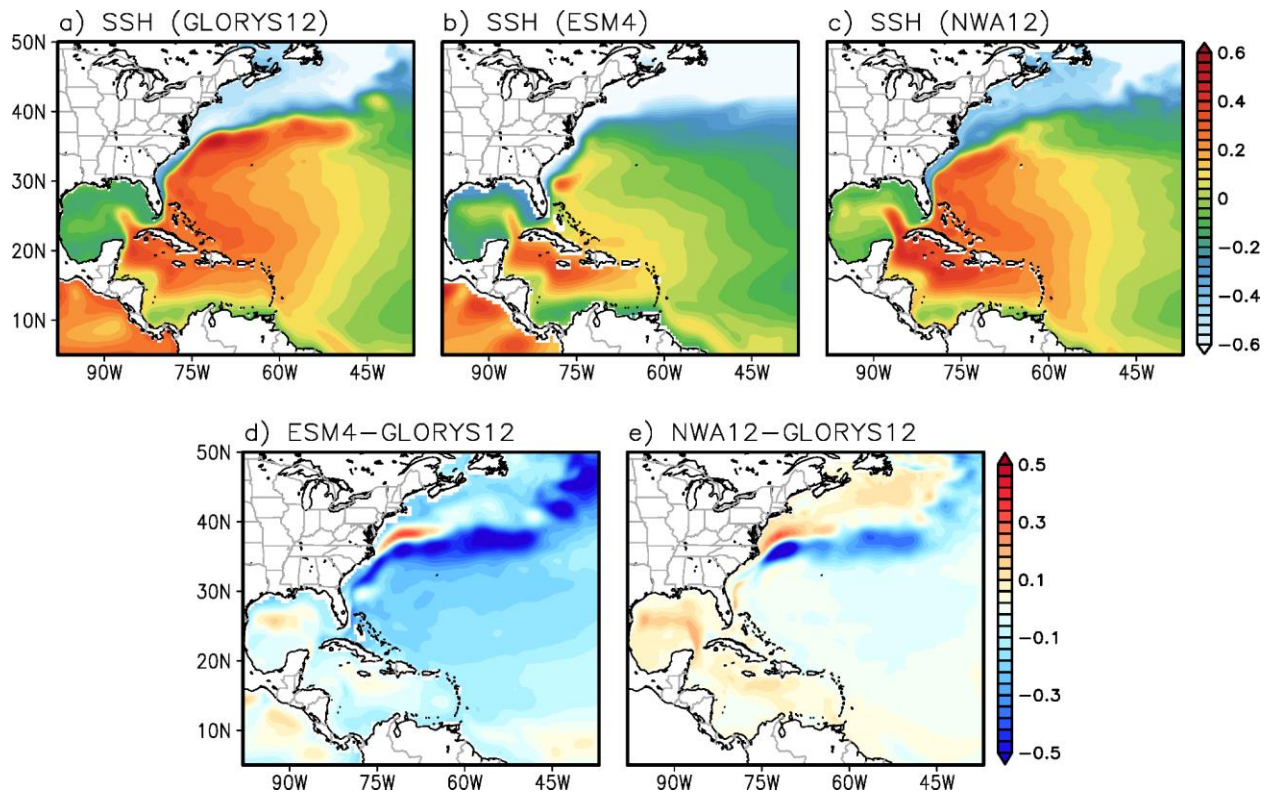 a) SSH (GLORYS12)
b) SSH (ESM4)
c) SSH (NWA12)
50N
40N
30N
20N
10N
90W 75W 60W 45W
90W 75W 60W 45W
90W 75W 60W 45W
0.6
0.4
0.2
0
−0.2
−0.4
−0.6
d) ESM4−GLORYS12
e) NWA12−GLORYS12
50N
40N
30N
20N
10N
90W 75W 60W 45W
90W 75W 60W 45W
0.5
0.3
0.1
−0.1
−0.3
−0.5